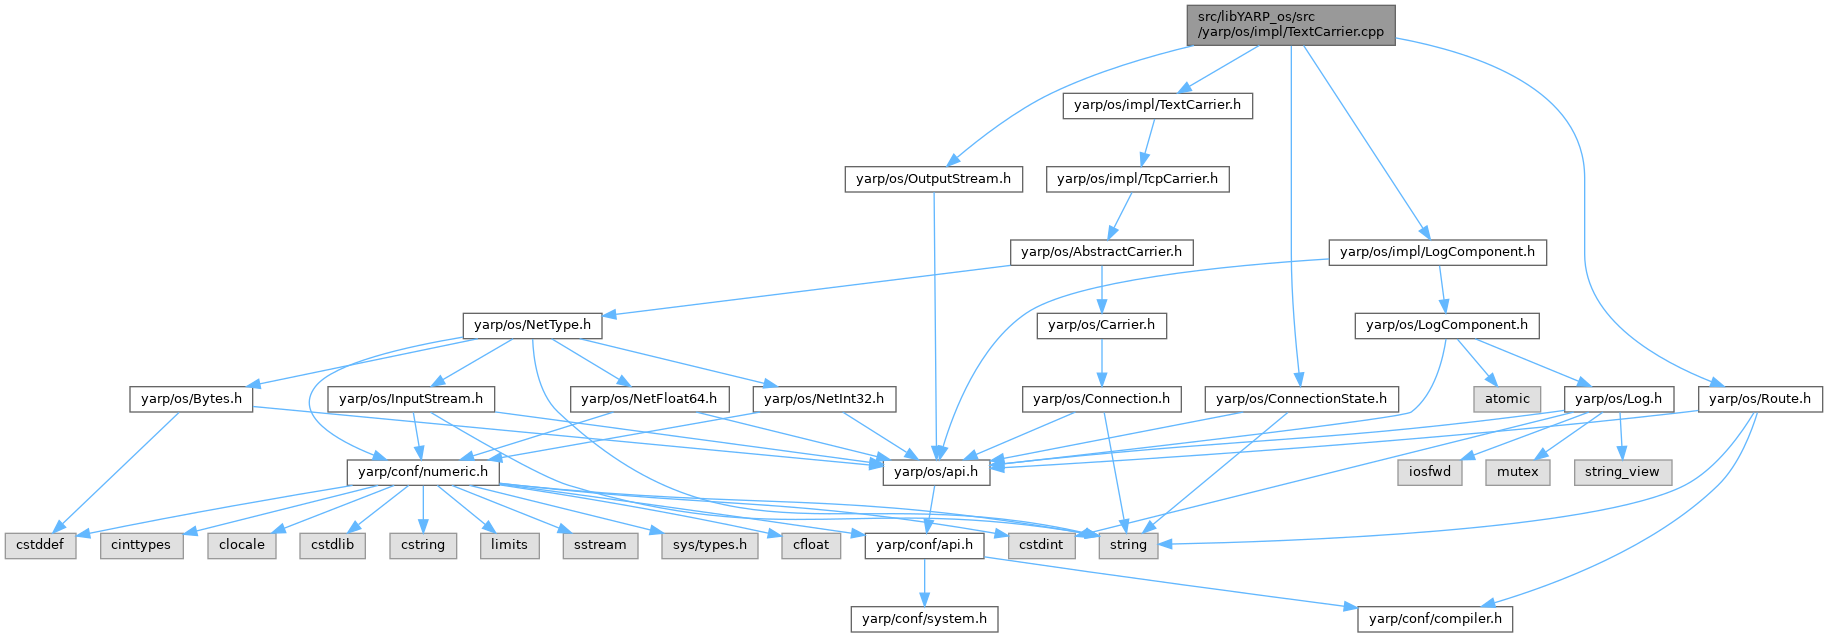 src/libYARP_os/src
/yarp/os/impl/TextCarrier.cpp
yarp/os/impl/TextCarrier.h
yarp/os/OutputStream.h
yarp/os/impl/TcpCarrier.h
yarp/os/AbstractCarrier.h
yarp/os/impl/LogComponent.h
yarp/os/NetType.h
yarp/os/Carrier.h
yarp/os/LogComponent.h
yarp/os/Bytes.h
yarp/os/InputStream.h
yarp/os/NetFloat64.h
yarp/os/NetInt32.h
yarp/os/Connection.h
yarp/os/ConnectionState.h
atomic
yarp/os/Log.h
yarp/os/Route.h
yarp/conf/numeric.h
yarp/os/api.h
iosfwd
mutex
string_view
cstddef
cinttypes
clocale
cstdlib
cstring
limits
sstream
sys/types.h
cfloat
yarp/conf/api.h
cstdint
string
yarp/conf/system.h
yarp/conf/compiler.h